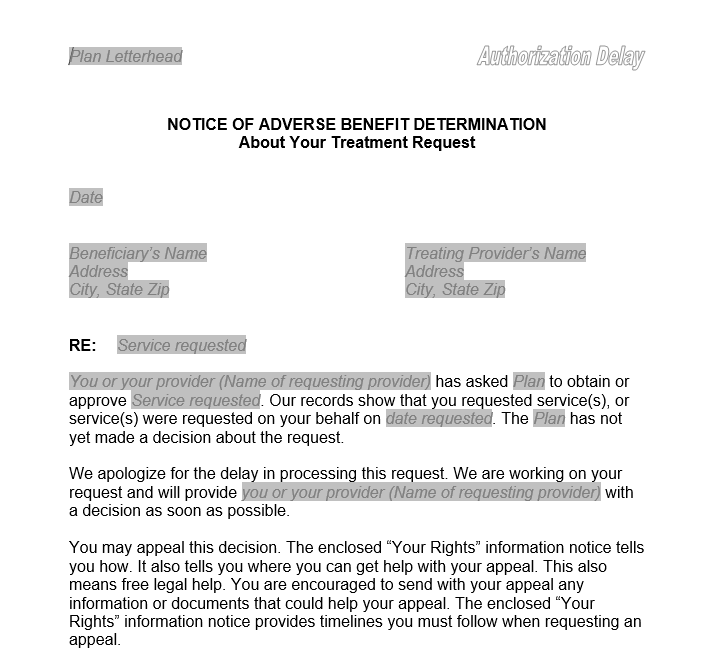 Plan Letterhead
Authorization Delay
NOTICE OF ADVERSE BENEFIT DETERMINATION
About Your Treatment Request
Date
Beneficiary’s Name
Address
City, State Zip
Treating Provider’s Name
Address
City, State Zip
RE: Service requested
You or your provider (Name of requesting provider) has asked Plan to obtain or
approve Service requested. Our records show that you requested service(s), or
service(s) were requested on your behalf on date requested. The Plan has not
yet made a decision about the request.
We apologize for the delay in processing this request. We are working on your
request and will provide you or your provider (Name of requesting provider) with
a decision as soon as possible.
You may appeal this decision. The enclosed “Your Rights” information notice tells
you how. It also tells you where you can get help with your appeal. This also
means free legal help. You are encouraged to send with your appeal any
information or documents that could help your appeal. The enclosed “Your
Rights” information notice provides timelines you must follow when requesting an
appeal.